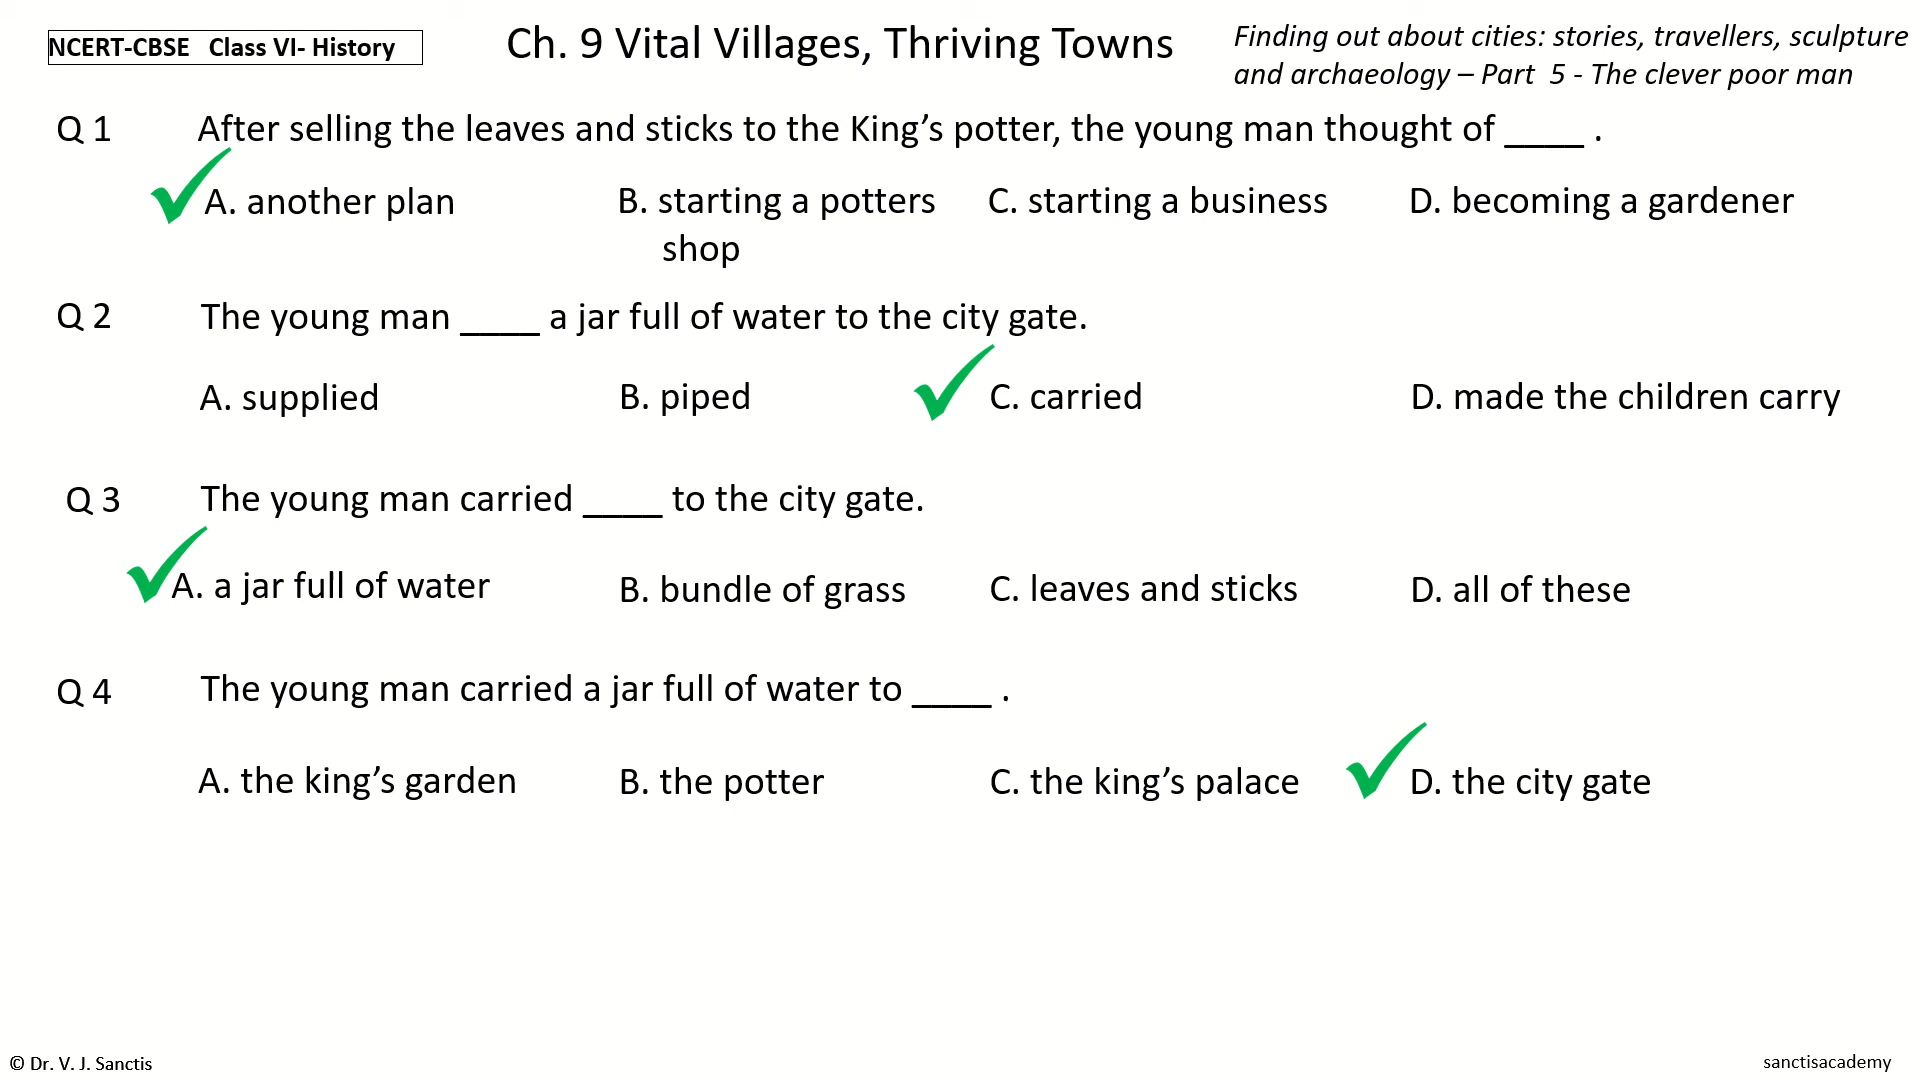 NCERT-CBSE Class VI- History
Ch. 9 Vital Villages, Thriving Towns
Finding out about cities: stories, travellers, sculpture
and archaeology – Part 5 - The clever poor man
Q 1 After selling the leaves and sticks to the King’s potter, the young man thought of ____ .
A. another plan B. starting a potters C. starting a business D. becoming a gardener
shop
Q 2 The young man ____ a jar full of water to the city gate.
A. supplied B. piped C. carried D. made the children carry
Q 3 The young man carried ____ to the city gate.
A. a jar full of water B. bundle of grass C. leaves and sticks D. all of these
Q 4 The young man carried a jar full of water to ____ .
A. the king’s garden B. the potter C. the king’s palace D. the city gate
© Dr. V. J. Sanctis sanctisacademy